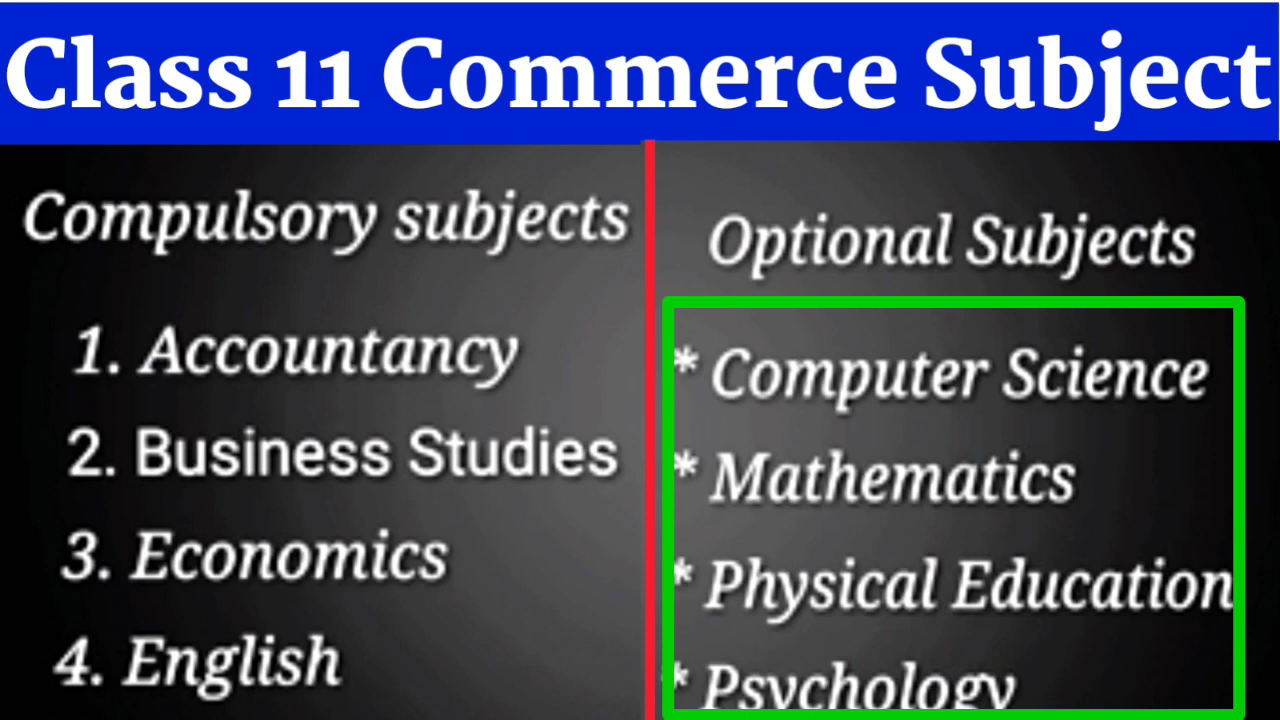 Class 11 Commerce Subject
Compulsory subjects
1. Accountancy
2. Business Studies
3. Economics
4. English
Optional Subjects
* Computer Science
* Mathematics
* Physical Education
* Psychology